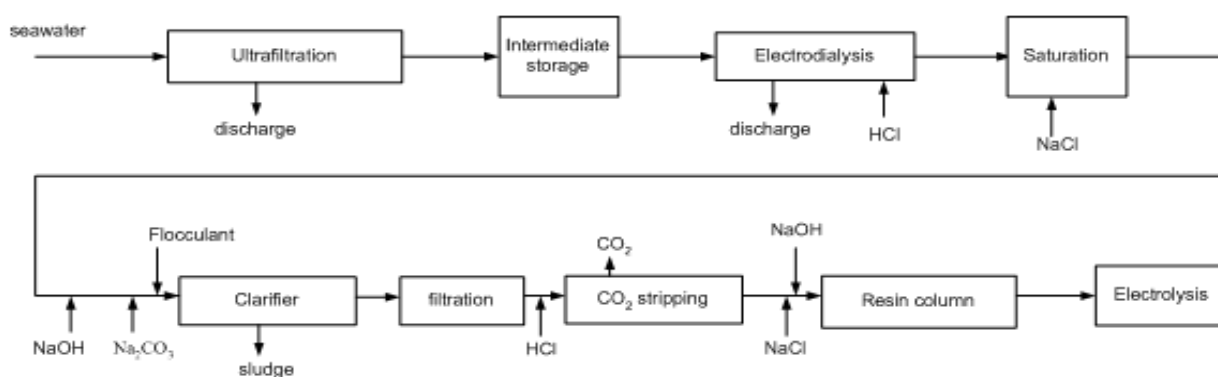 seawater
Ultrafiltration
Intermediate
storage
Electrodialysis
Saturation
discharge
discharge
HCl
NaCl
Flocculant
CO₂
NaOH
Clarifier
filtration
CO₂ stripping
Resin column
Electrolysis
NaOH
Na₂CO₃
sludge
HCl
NaCl